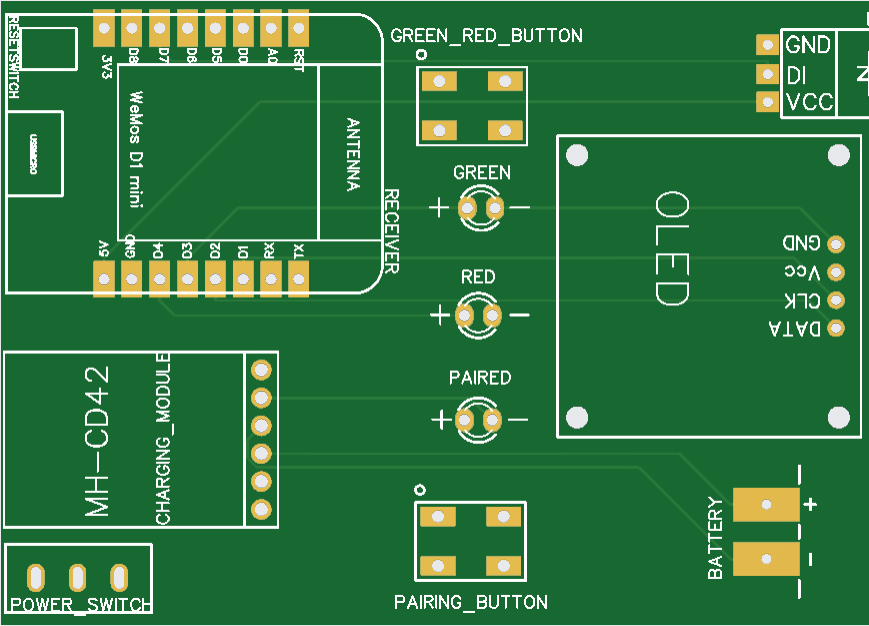 RESETSWITCH
3V3
D8
D7
D6
D5
D0
A0
RST
GREEN_RED_BUTTON
GND
DI
VCC
WeMos D1 mini
ANTENNA
RECEIVER
5V
GND
D4
D3
D2
D1
RX
TX
GREEN
+ −
RED
+ −
PAIRED
+ −
OLED
GND
Vcc
CLK
DATA
MH-CD42
CHARGING_MODULE
POWER_SWITCH
PAIRING_BUTTON
BATTERY
+
-